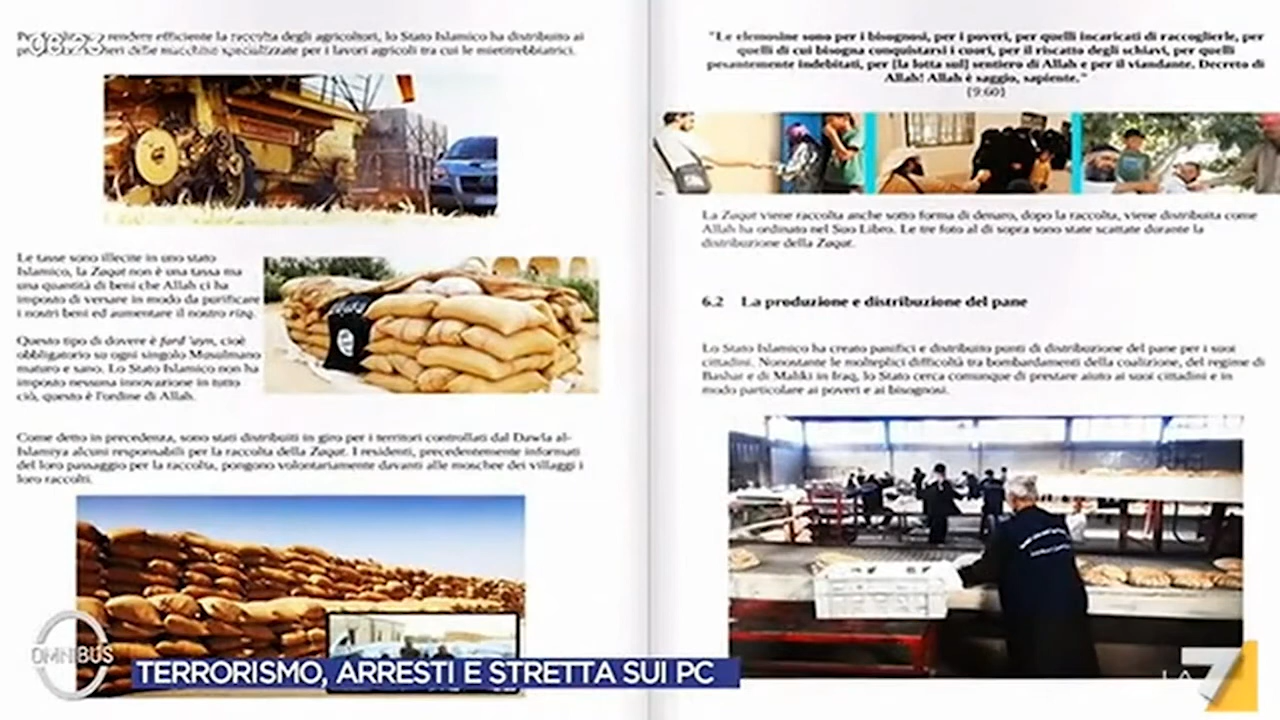 08:23
rendere efficiente la raccolta degli agricoltori, lo Stato Islamico ha distribuito ai
delle macchine specializzate per i lavori agricoli tra cui le mietitrebbiatrici.
Le tasse sono illecite in uno stato
Islamico, la Zaqat non è una tassa ma
una quantità di beni che Allah ci ha
imposto di versare in modo da purificare
i nostri beni ed aumentare il nostro rizq.
Questo tipo di dovere è fard 'ayn, cioè
obbligatorio su ogni singolo Musulmano
maturo e sano. Lo Stato Islamico non ha
imposto nessuna innovazione in tutto
ciò, questo è l'ordine di Allah.
Come detto in precedenza, sono stati distribuiti in giro per i territori controllati dal Dawla al-
Islamiya alcuni responsabili per la raccolta della Zaqat. I residenti, precedentemente informati
del loro passaggio per la raccolta, pongono volontariamente davanti alle moschee dei villaggi i
loro raccolti.
"Le elemosine sono per i bisognosi, per i poveri, per quelli incaricati di raccoglierle, per
quelli di cui bisogna conquistarsi i cuori, per il riscatto degli schiavi, per quelli
pesantemente indebitati, per [la lotta sul] sentiero di Allah e per il viandante. Decreto di
Allah! Allah è saggio, sapiente."
{9:60}
La Zaqat viene raccolta anche sotto forma di denaro, dopo la raccolta, viene distribuita come
Allah ha ordinato nel Suo Libro. Le tre foto al di sopra sono state scattate durante la
distribuzione della Zaqat.
6.2 La produzione e distribuzione del pane
Lo Stato Islamico ha creato panifici e distribuito punti di distribuzione del pane per i suoi
cittadini. Nonostante le molteplici difficoltà tra bombardamenti della coalizione, del regime di
Bashar e di Maliki in Iraq, lo Stato cerca comunque di prestare aiuto ai suoi cittadini e in
modo particolare ai poveri e ai bisognosi.
OMNIBUS
TERRORISMO, ARRESTI E STRETTA SUI PC
LA 7